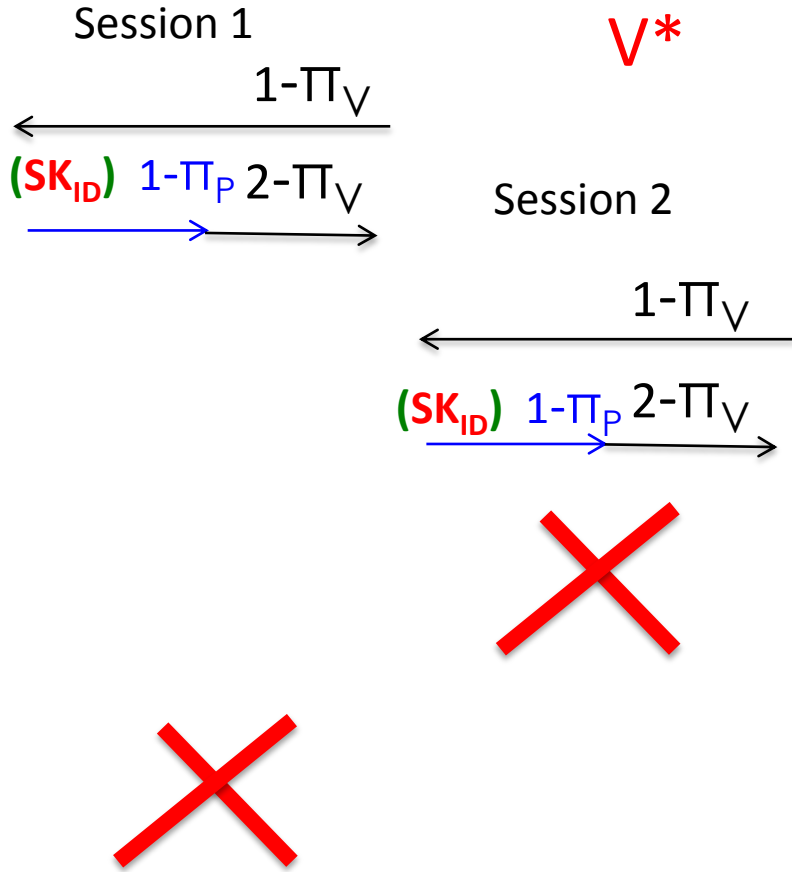 Session 1
V*
1-Π_V
(SK_ID) 1-Π_P 2-Π_V
Session 2
1-Π_V
(SK_ID) 1-Π_P 2-Π_V